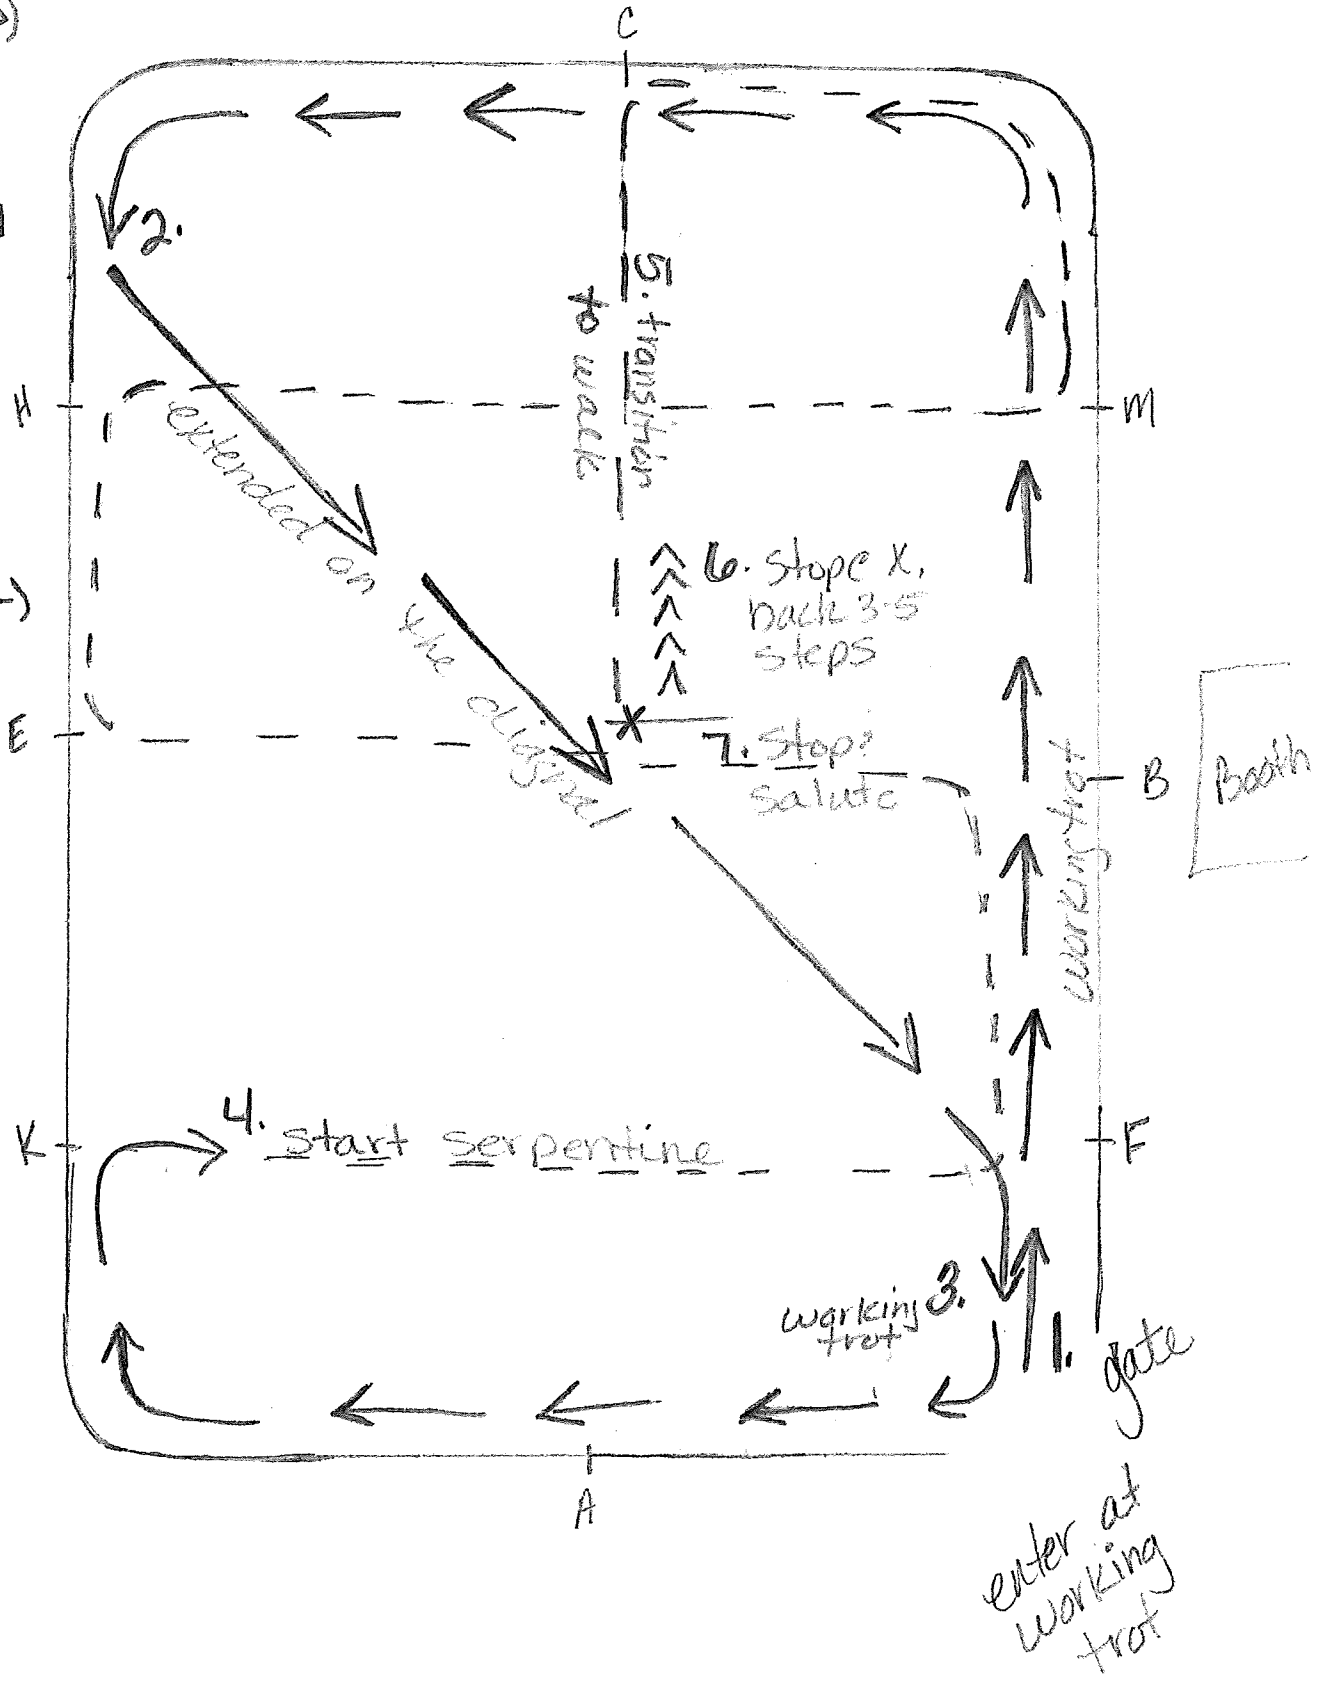 C
2.
5. transition
to walk
H
M
extended on
the diagnel
6. Stope X,
back 3-5
steps
E
7. Stop:
Salute
B
Booth
working trot
K
4. Start Serpentine
F
working 3.
trot
1.
gate
A
enter at
working
trot